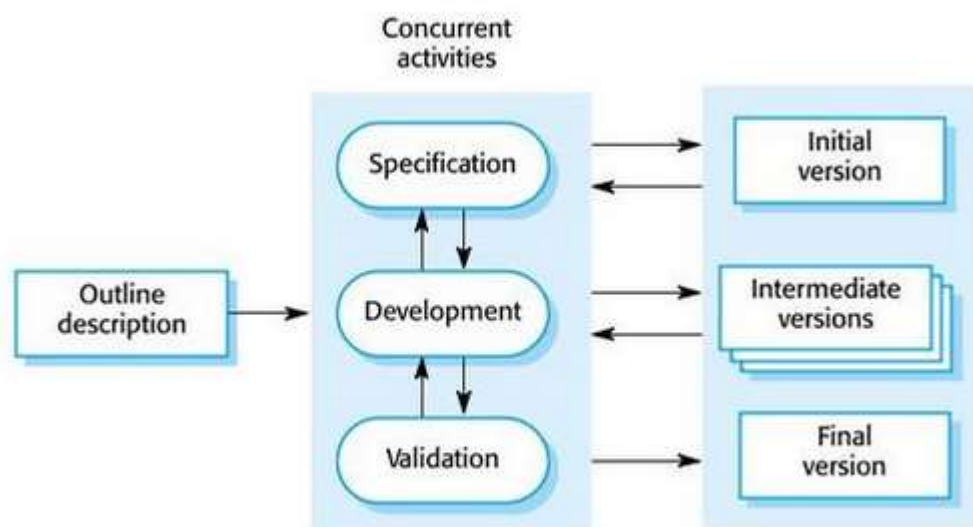 Concurrent
activities
Specification
Initial
version
Outline
description
Development
Intermediate
versions
Validation
Final
version